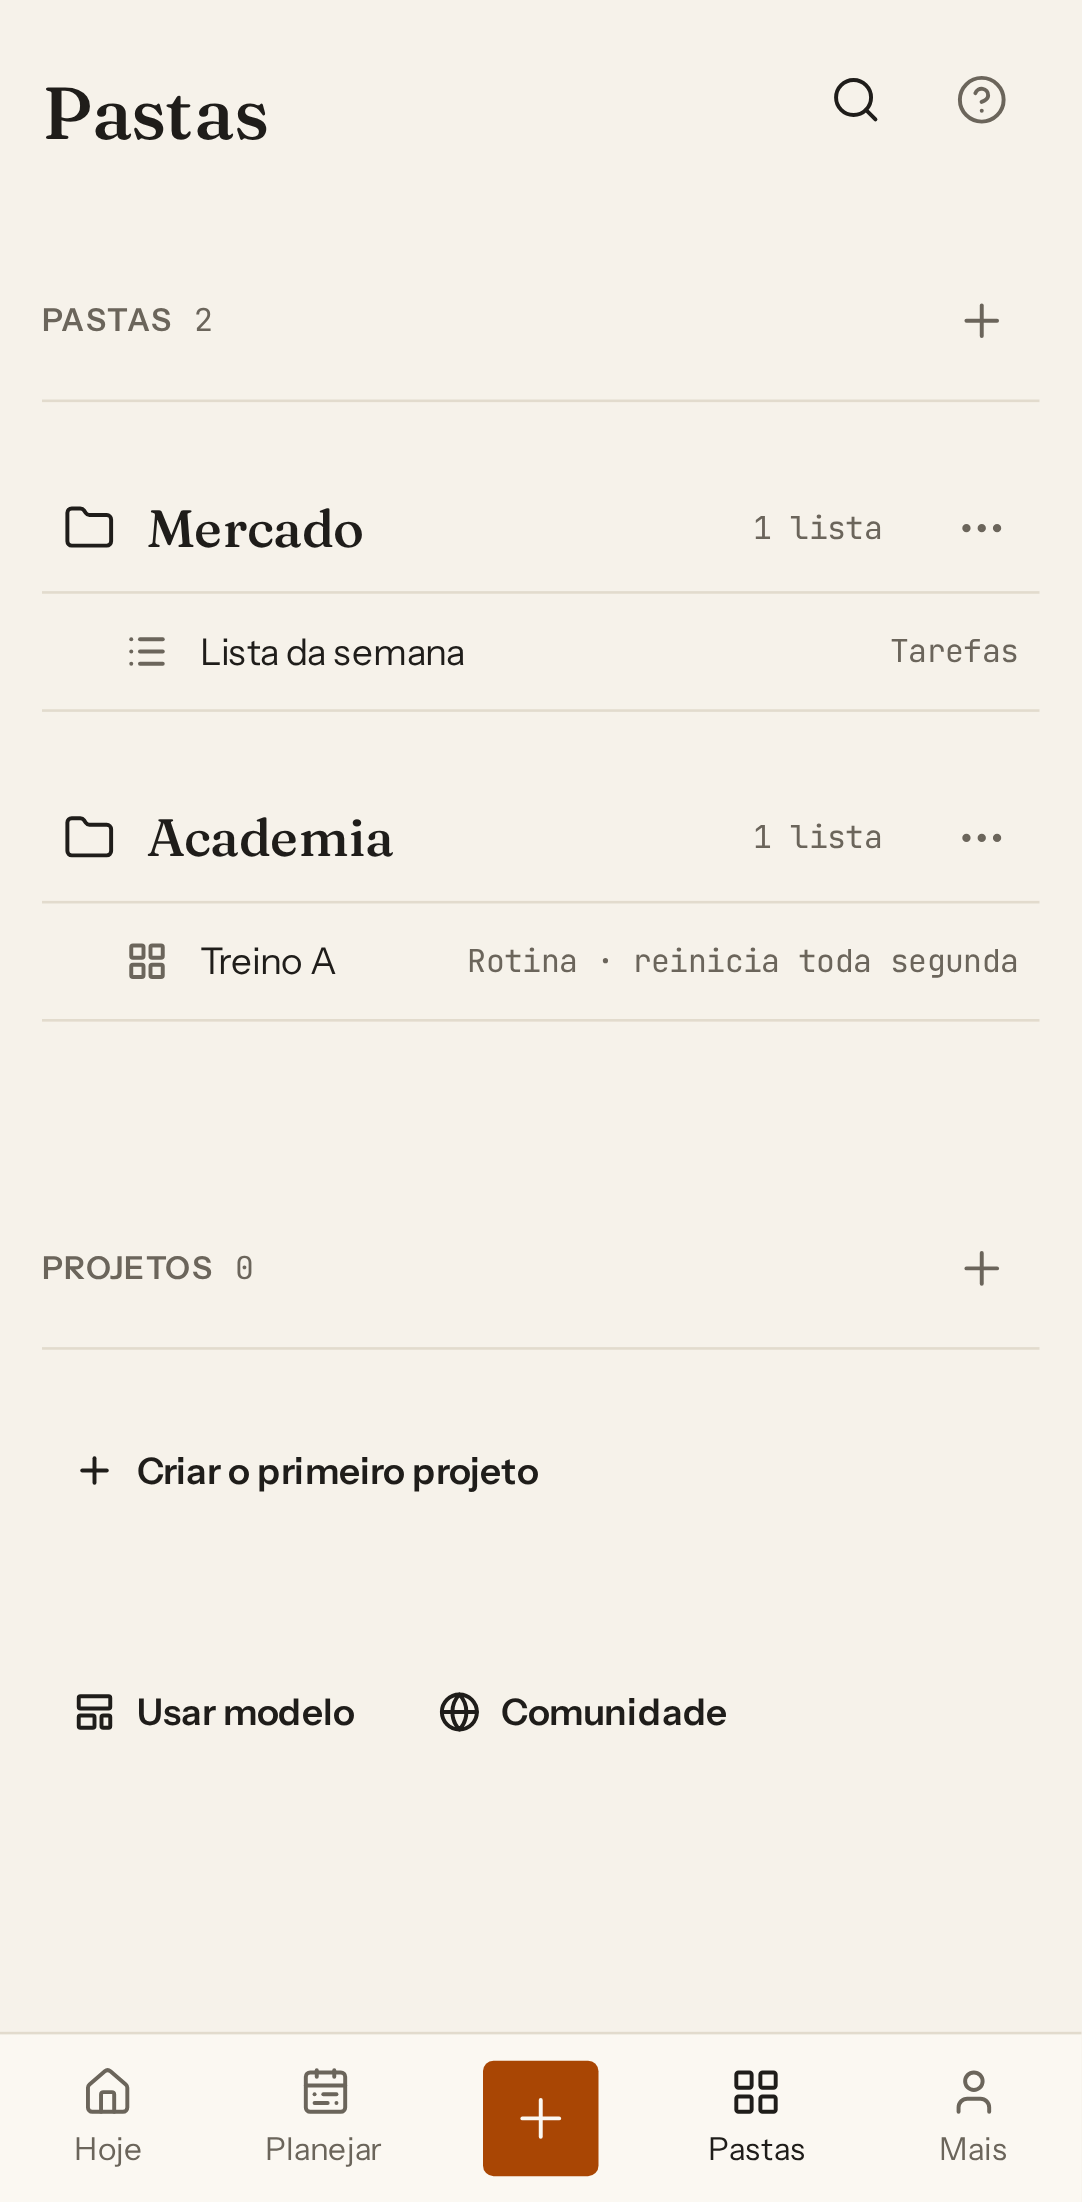 Pastas
PASTAS 2
Mercado 1 lista
Lista da semana Tarefas
Academia 1 lista
Treino A Rotina · reinicia toda segunda
PROJETOS 0
Criar o primeiro projeto
Usar modelo Comunidade
Hoje Planejar Pastas Mais